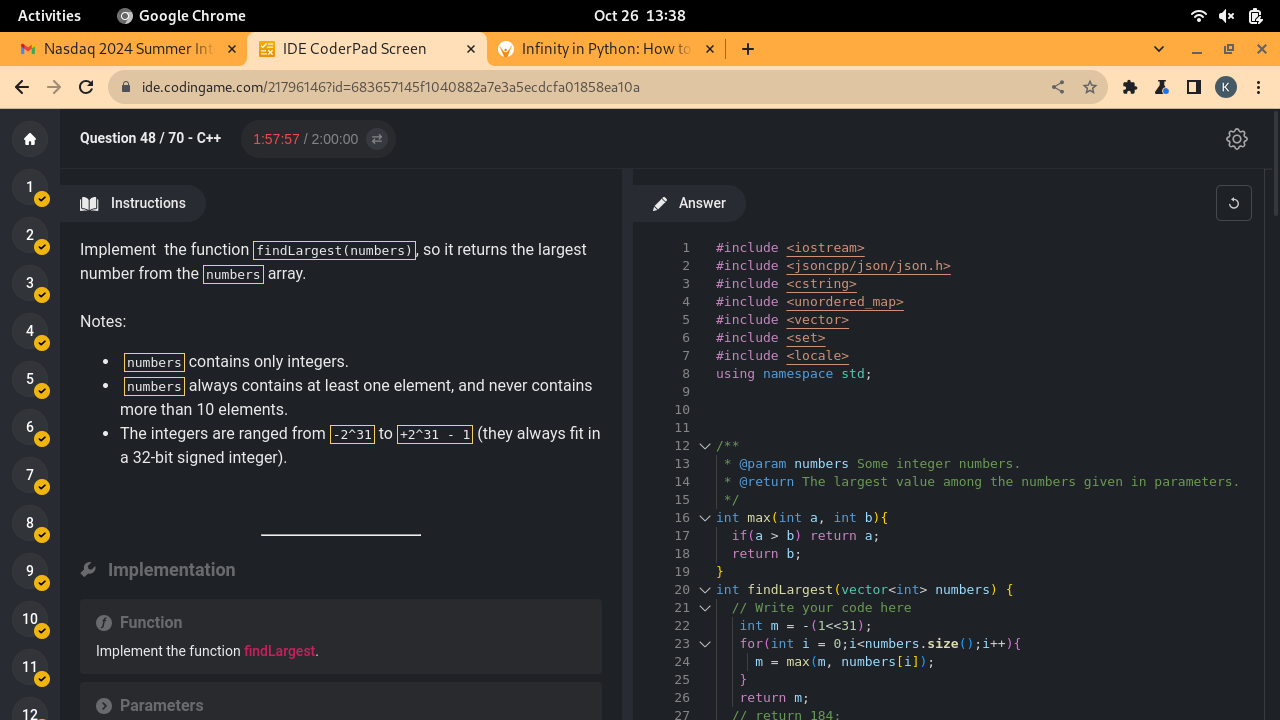 Activities
Google Chrome
Oct 26 13:38
Nasdaq 2024 Summer Int
IDE CoderPad Screen
Infinity in Python: How to
ide.codingame.com/21796146?id=683657145f1040882a7e3a5ecdcfa01858ea10a
K
Question 48 / 70 - C++
1:57:57 / 2:00:00
1
2
3
4
5
6
7
8
9
10
11
12
Instructions
Implement the function findLargest(numbers), so it returns the largest
number from the numbers array.
Notes:
numbers contains only integers.
numbers always contains at least one element, and never contains
more than 10 elements.
The integers are ranged from -2^31 to +2^31 - 1 (they always fit in
a 32-bit signed integer).
Implementation
Function
Implement the function findLargest.
Parameters
Answer
1 #include <iostream>
2 #include <jsoncpp/json/json.h>
3 #include <cstring>
4 #include <unordered_map>
5 #include <vector>
6 #include <set>
7 #include <locale>
8 using namespace std;
9
10
11
12 /**
13 * @param numbers Some integer numbers.
14 * @return The largest value among the numbers given in parameters.
15 */
16 int max(int a, int b){
17 if(a > b) return a;
18 return b;
19 }
20 int findLargest(vector<int> numbers) {
21 // Write your code here
22 int m = -(1<<31);
23 for(int i = 0;i<numbers.size();i++){
24 m = max(m, numbers[i]);
25 }
26 return m;
27 // return 184;